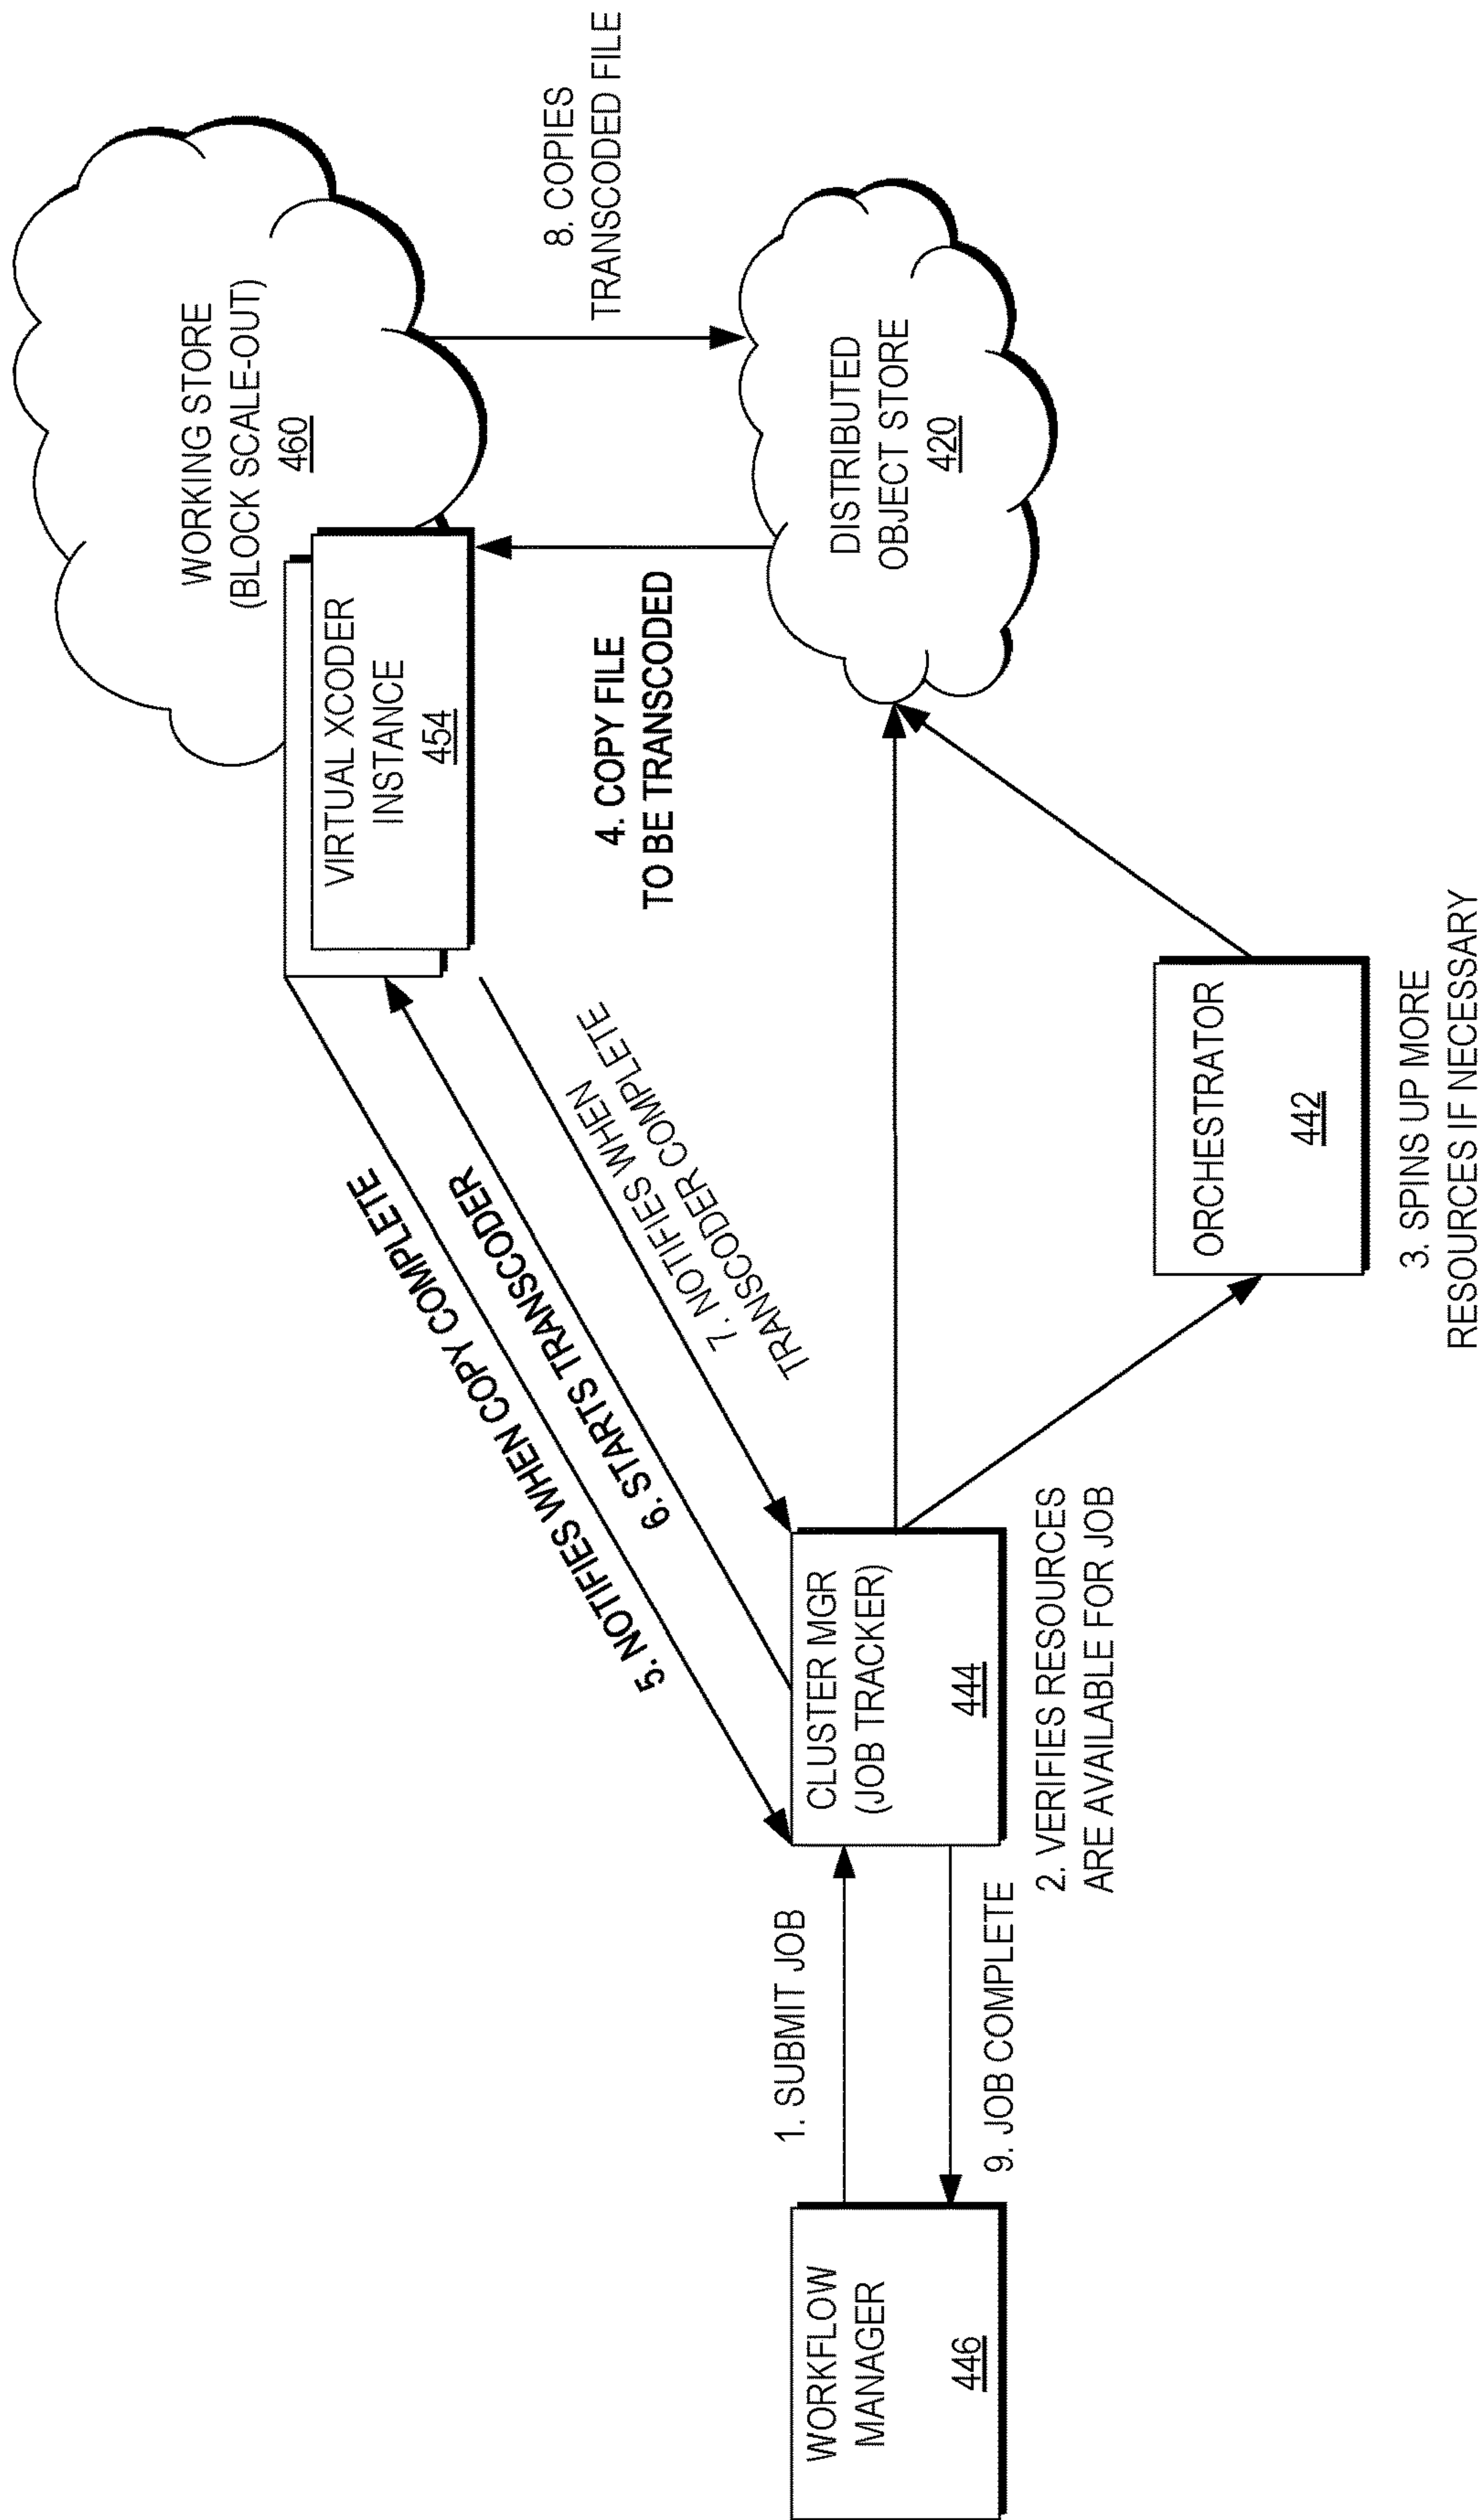 WORKING STORE
(BLOCK SCALE-OUT)
460
VIRTUAL XCODER
INSTANCE
454
8. COPIES
TRANSCODED FILE
4. COPY FILE
TO BE TRANSCODED
DISTRIBUTED
OBJECT STORE
420
5. NOTIFIES WHEN COPY COMPLETE
6. STARTS TRANSCODER
7. NOTIFIES WHEN
TRANSCODER COMPLETE
WORKFLOW
MANAGER
446
1. SUBMIT JOB
9. JOB COMPLETE
CLUSTER MGR
(JOB TRACKER)
444
2. VERIFIES RESOURCES
ARE AVAILABLE FOR JOB
ORCHESTRATOR
442
3. SPINS UP MORE
RESOURCES IF NECESSARY